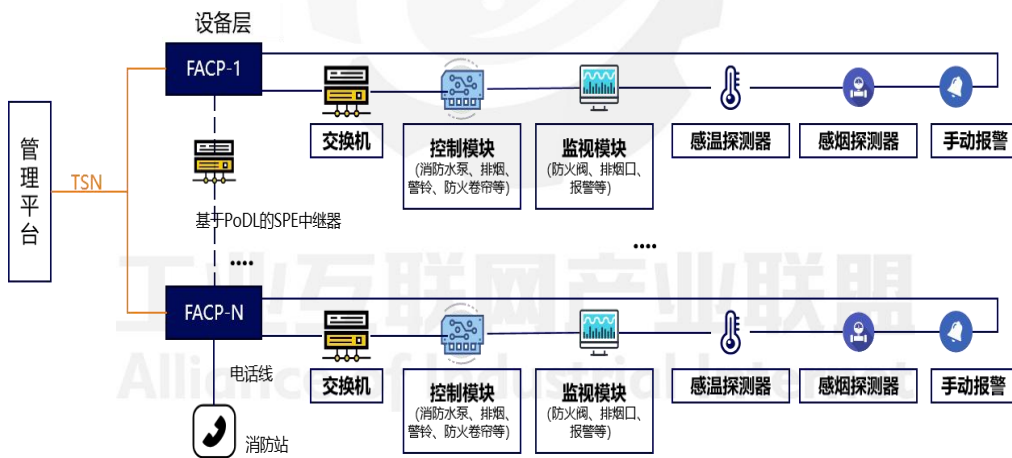 设备层
FACP-1
管理平台
TSN
交换机
控制模块
(消防水泵、排烟、
警铃、防火卷帘等)
监视模块
(防火阀、排烟口、
报警等)
感温探测器
感烟探测器
手动报警
基于PoDL的SPE中继器
....
....
工业互联网产业联盟
Alliance of Industrial Internet
FACP-N
电话线
消防站
交换机
控制模块
(消防水泵、排烟、
警铃、防火卷帘等)
监视模块
(防火阀、排烟口、
报警等)
感温探测器
感烟探测器
手动报警